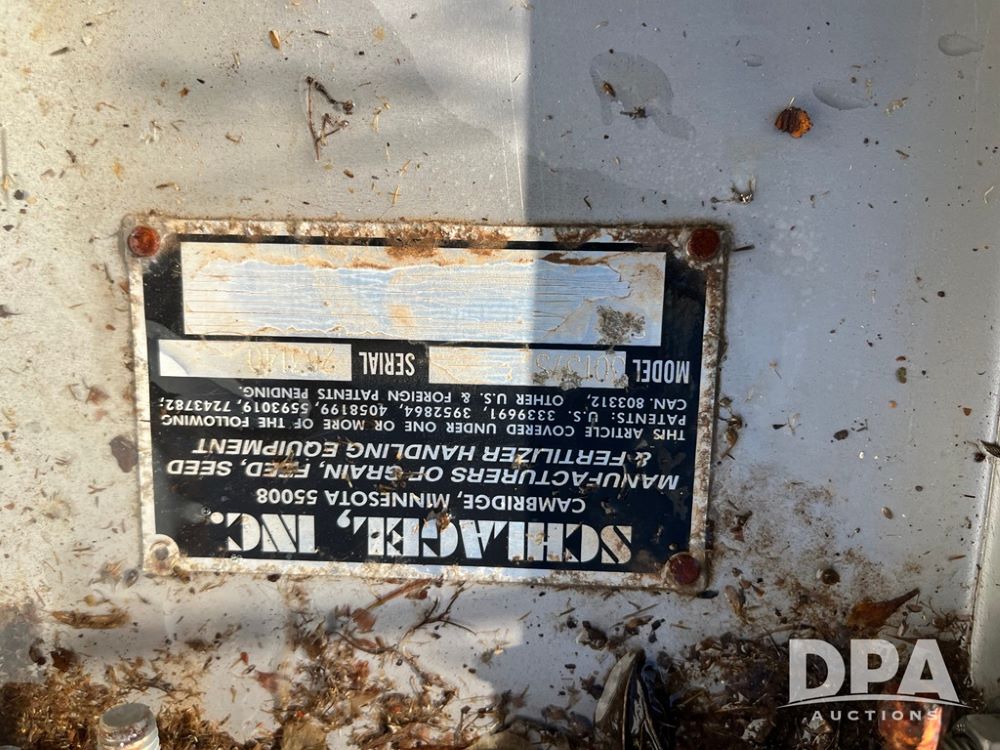 SCHLAGEL, INC.®
CAMBRIDGE, MINNESOTA 55008
MANUFACTURERS OF GRAIN, FEED, SEED
& FERTILIZER HANDLING EQUIPMENT
THIS ARTICLE COVERED UNDER ONE OR MORE OF THE FOLLOWING
PATENTS: U.S. 3339691, 3952864, 4058199, 5593019, 7243782;
CAN. 803312, OTHER U.S. & FOREIGN PATENTS PENDING.
MODEL SERIAL
DPA
AUCTIONS